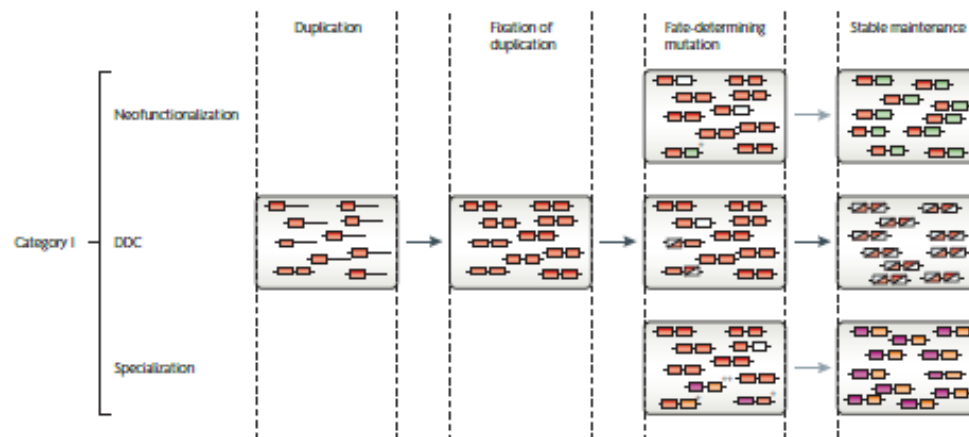 Duplication
Fixation of
duplication
Fate-determining
mutation
Stable maintenance
Neofunctionalization
Category I
DDC
Specialization